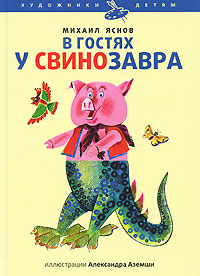 ХУДОЖНИКИ ДЕТЯМ
МИХАИЛ ЯСНОВ
В ГОСТЯХ
У СВИНОЗАВРА
иллюстрации Александра Аземши